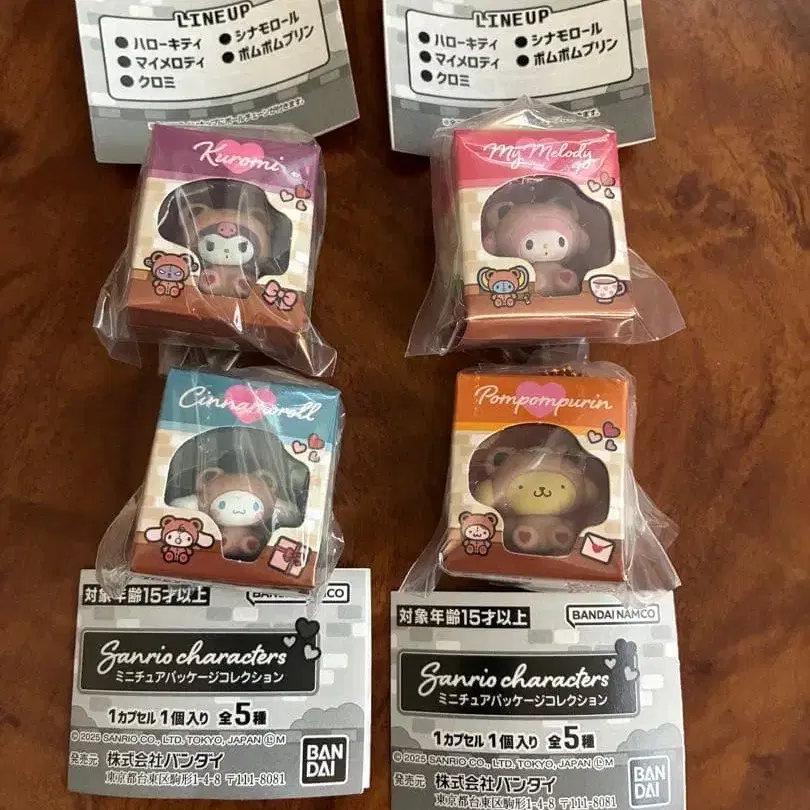 LINEUP
● ハローキティ ● シナモロール
● マイメロディ ● ポムポムプリン
● クロミ
LINEUP
● ハローキティ ● シナモロール
● マイメロディ ● ポムポムプリン
● クロミ
Kuromi
My Melody
Cinnamoroll
Pompompurin
対象年齢15才以上
BANDAI NAMCO
Sanrio characters
ミニチュアパッケージコレクション
1カプセル1個入り 全5種
© 2025 SANRIO CO., LTD. TOKYO, JAPAN Ⓛ M
発売元 株式会社バンダイ
東京都台東区駒形1-4-8 〒111-8081
BAN
DAI
対象年齢15才以上
BANDAI NAMCO
Sanrio characters
ミニチュアパッケージコレクション
1カプセル1個入り 全5種
© 2025 SANRIO CO., LTD. TOKYO, JAPAN Ⓛ M
発売元 株式会社バンダイ
東京都台東区駒形1-4-8 〒111-8081
BAN
DAI